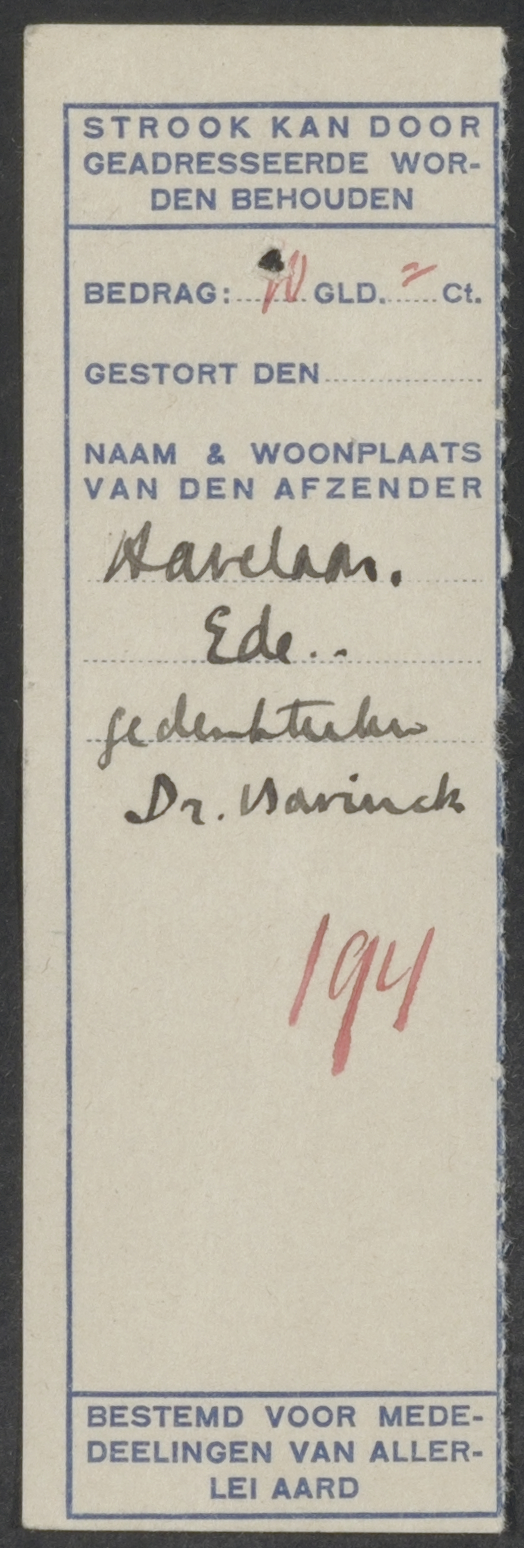 STROOK KAN DOOR
GEADRESSEERDE WOR-
DEN BEHOUDEN
BEDRAG: 10 GLD. = Ct.
GESTORT DEN
NAAM & WOONPLAATS
VAN DEN AFZENDER
Havelaar.
Ede..
gedenkteeken
Dr. Bavinck
194
BESTEMD VOOR MEDE-
DEELINGEN VAN ALLER-
LEI AARD